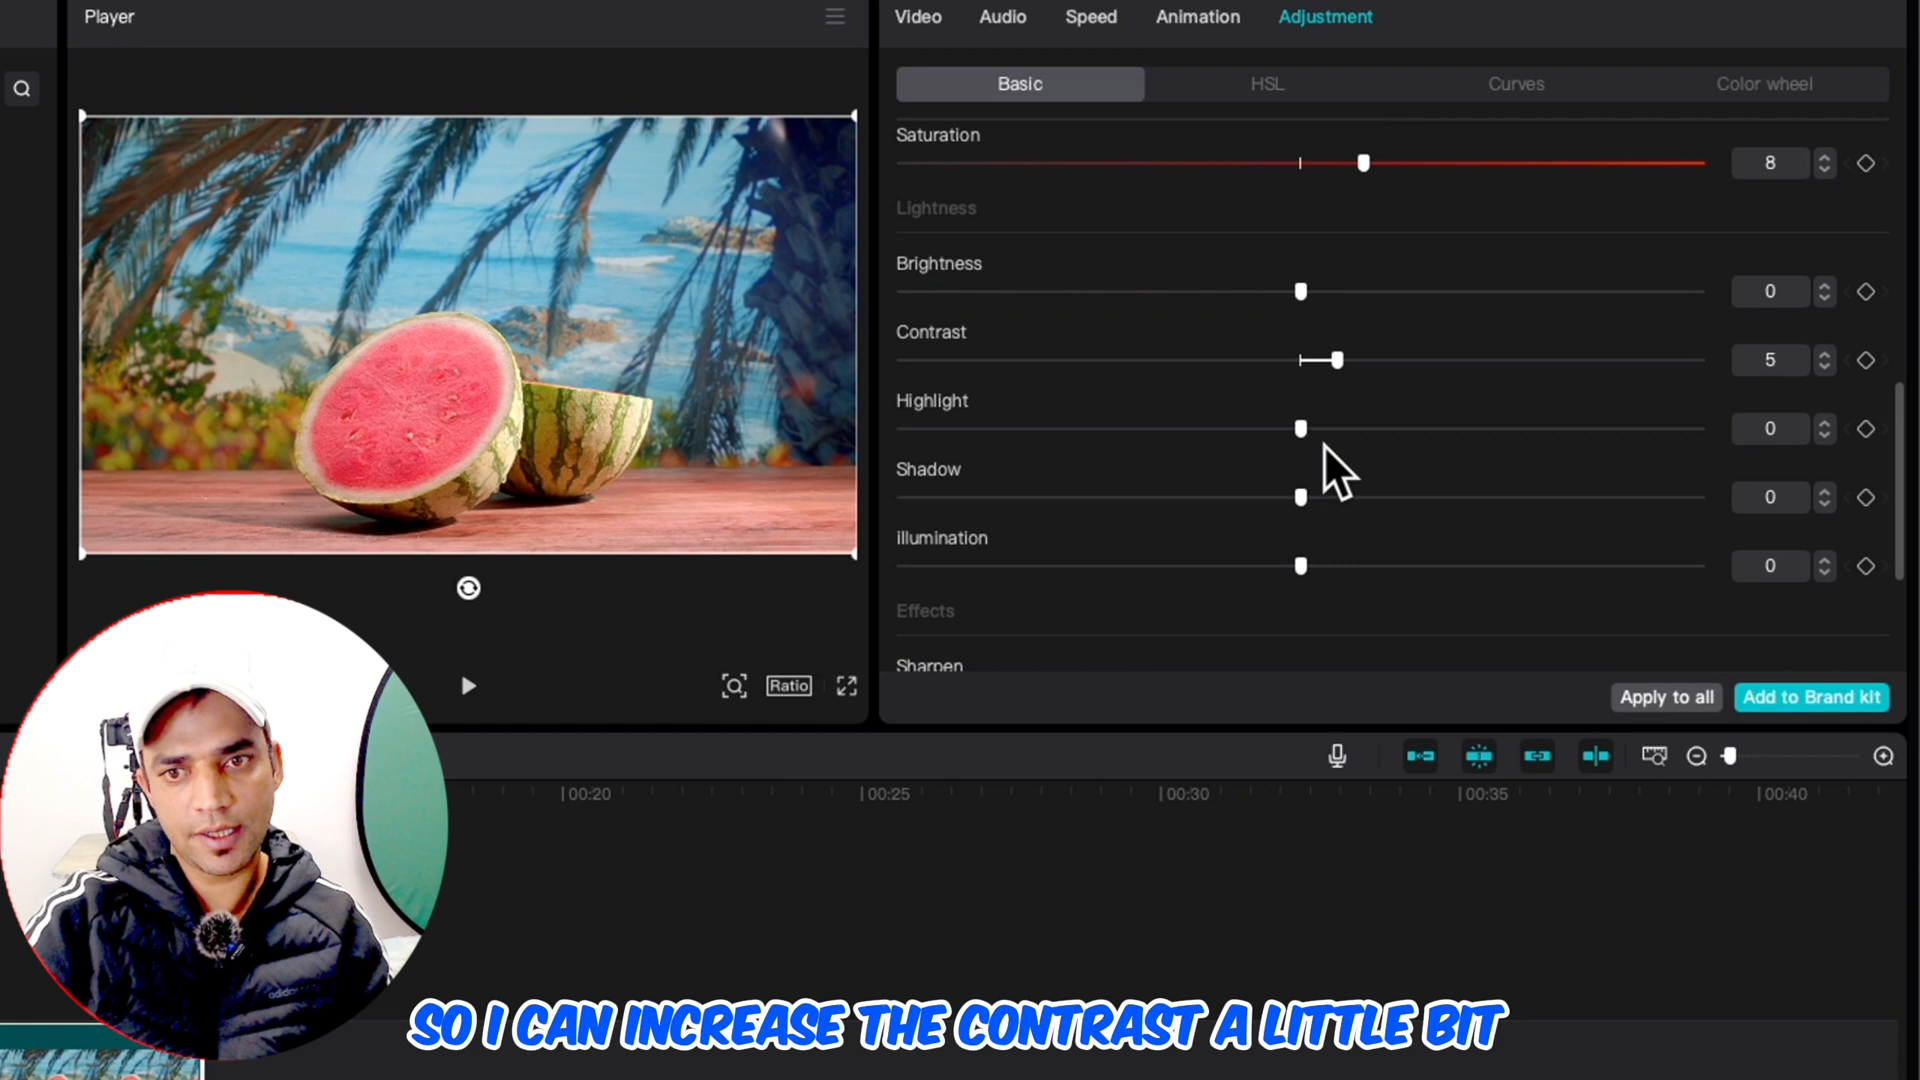 Player
Video Audio Speed Animation Adjustment
Basic HSL Curves Color wheel
Saturation
8
Lightness
Brightness
0
Contrast
5
Highlight
0
Shadow
0
illumination
0
Effects
Sharpen
Ratio
Apply to all Add to Brand kit
00:20 00:25 00:30 00:35 00:40
adidas
SO I CAN INCREASE THE CONTRAST A LITTLE BIT